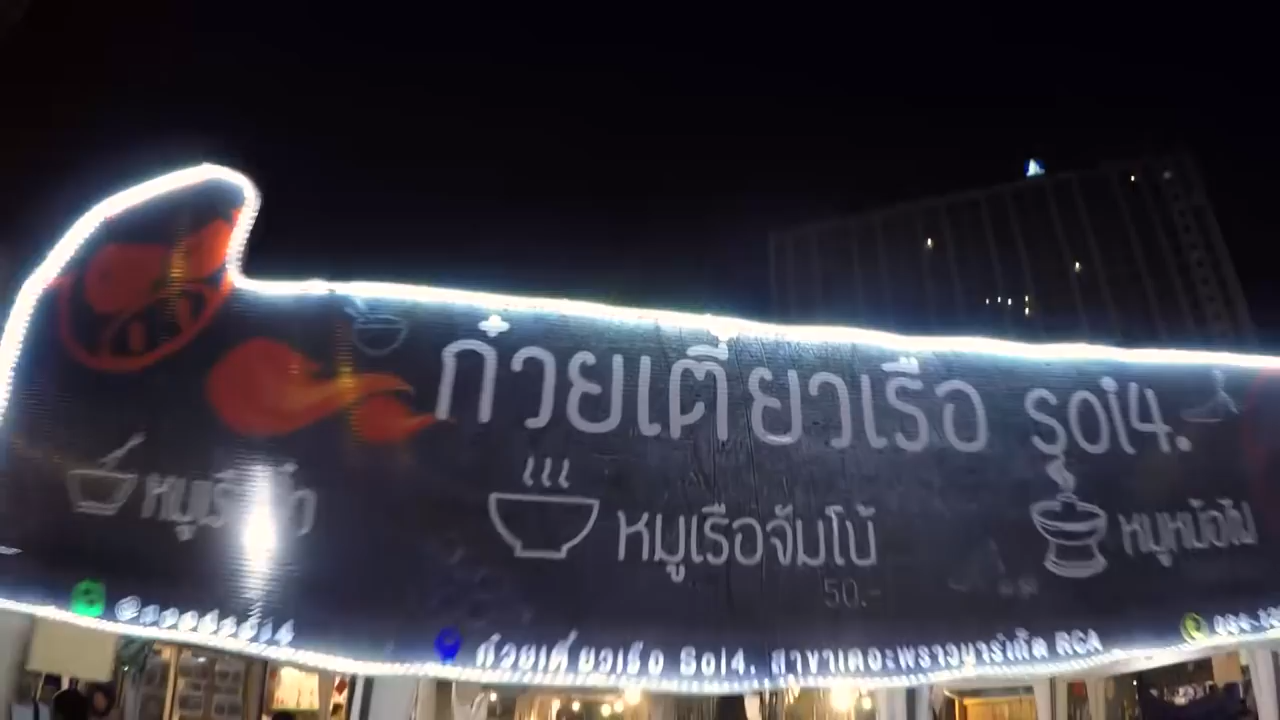 ก๋วยเตี๋ยวเรือ soi4.
หมูเรือจัมโบ้
หมูหม้อไฟ
50.-
ก๋วยเตี๋ยวเรือ Soi4. สาขาเดอะพราวมาร์เก็ต RCA